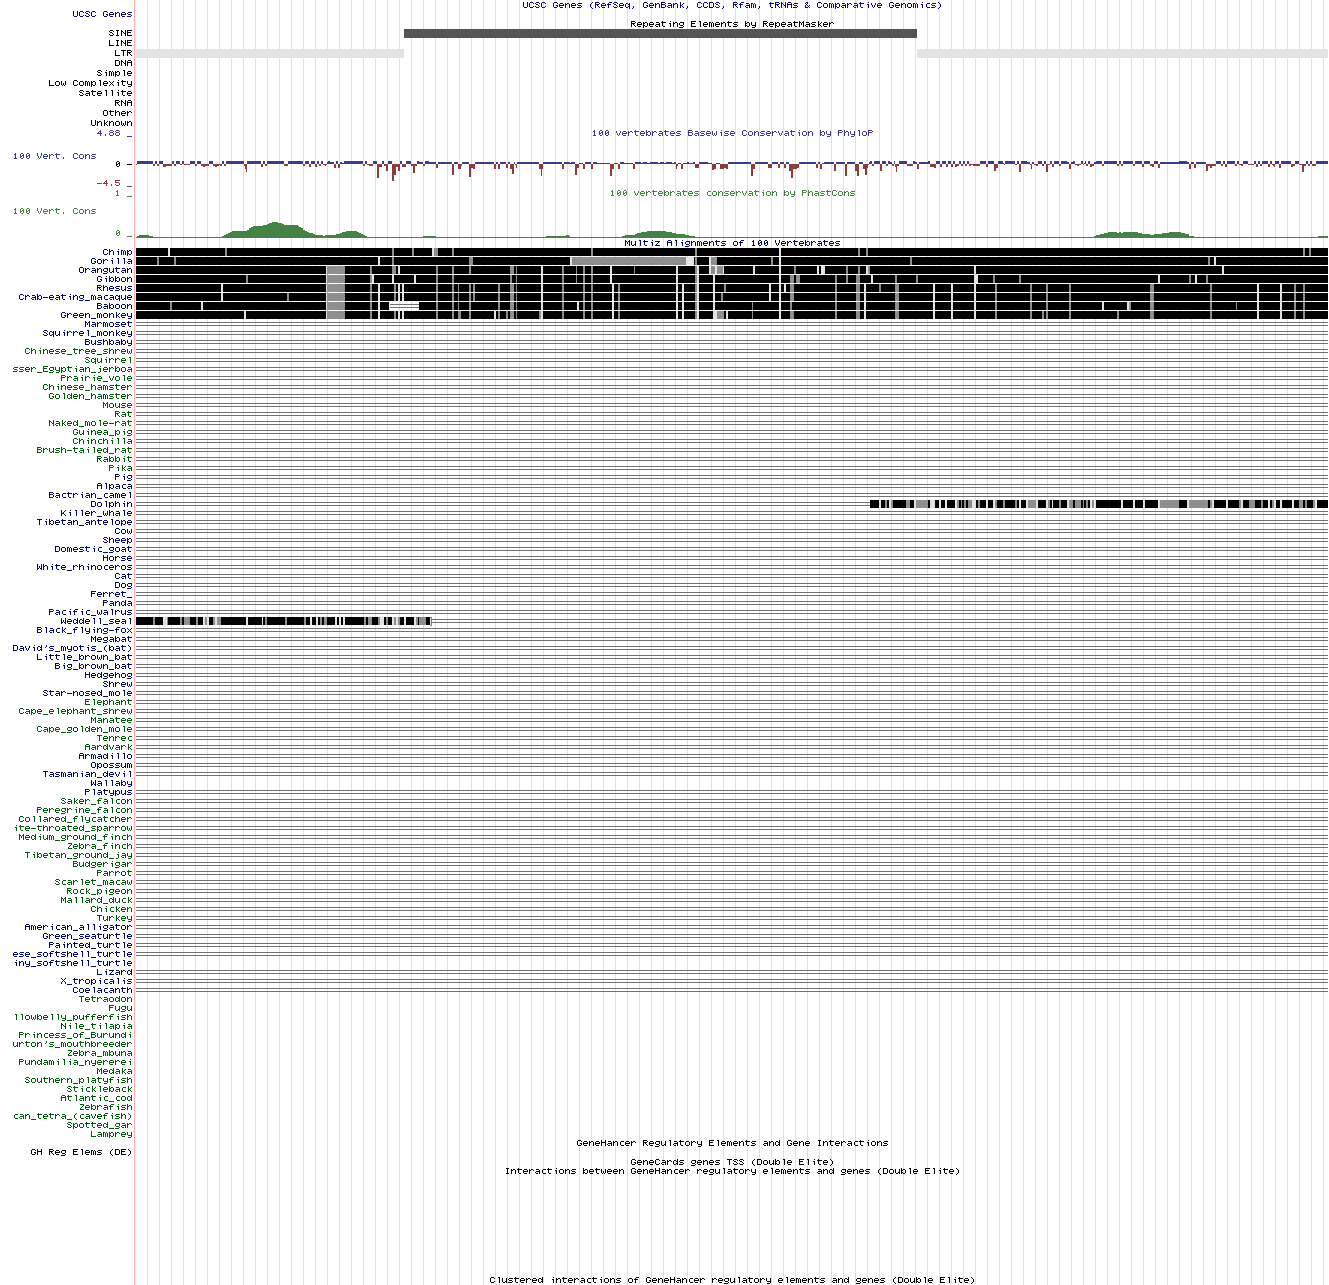 UCSC Genes (RefSeq, GenBank, CCDS, Rfam, tRNAs & Comparative Genomics)
UCSC Genes
Repeating Elements by RepeatMasker
SINE
LINE
LTR
DNA
Simple
Low Complexity
Satellite
RNA
Other
Unknown
4.88 _
100 vertebrates Basewise Conservation by PhyloP
100 Vert. Cons
0 –
-4.5 _
1 _
100 vertebrates conservation by PhastCons
100 Vert. Cons
0 _
Multiz Alignments of 100 Vertebrates
Chimp
Gorilla
Orangutan
Gibbon
Rhesus
Crab-eating_macaque
Baboon
Green_monkey
Marmoset
Squirrel_monkey
Bushbaby
Chinese_tree_shrew
Squirrel
sser_Egyptian_jerboa
Prairie_vole
Chinese_hamster
Golden_hamster
Mouse
Rat
Naked_mole-rat
Guinea_pig
Chinchilla
Brush-tailed_rat
Rabbit
Pika
Pig
Alpaca
Bactrian_camel
Dolphin
Killer_whale
Tibetan_antelope
Cow
Sheep
Domestic_goat
Horse
White_rhinoceros
Cat
Dog
Ferret_
Panda
Pacific_walrus
Weddell_seal
Black_flying-fox
Megabat
David's_myotis_(bat)
Little_brown_bat
Big_brown_bat
Hedgehog
Shrew
Star-nosed_mole
Elephant
Cape_elephant_shrew
Manatee
Cape_golden_mole
Tenrec
Aardvark
Armadillo
Opossum
Tasmanian_devil
Wallaby
Platypus
Saker_falcon
Peregrine_falcon
Collared_flycatcher
ite-throated_sparrow
Medium_ground_finch
Zebra_finch
Tibetan_ground_jay
Budgerigar
Parrot
Scarlet_macaw
Rock_pigeon
Mallard_duck
Chicken
Turkey
American_alligator
Green_seaturtle
Painted_turtle
ese_softshell_turtle
iny_softshell_turtle
Lizard
X_tropicalis
Coelacanth
Tetraodon
Fugu
llowbelly_pufferfish
Nile_tilapia
Princess_of_Burundi
urton's_mouthbreeder
Zebra_mbuna
Pundamilia_nyererei
Medaka
Southern_platyfish
Stickleback
Atlantic_cod
Zebrafish
can_tetra_(cavefish)
Spotted_gar
Lamprey
GeneHancer Regulatory Elements and Gene Interactions
GH Reg Elems (DE)
GeneCards genes TSS (Double Elite)
Interactions between GeneHancer regulatory elements and genes (Double Elite)
Clustered interactions of GeneHancer regulatory elements and genes (Double Elite)